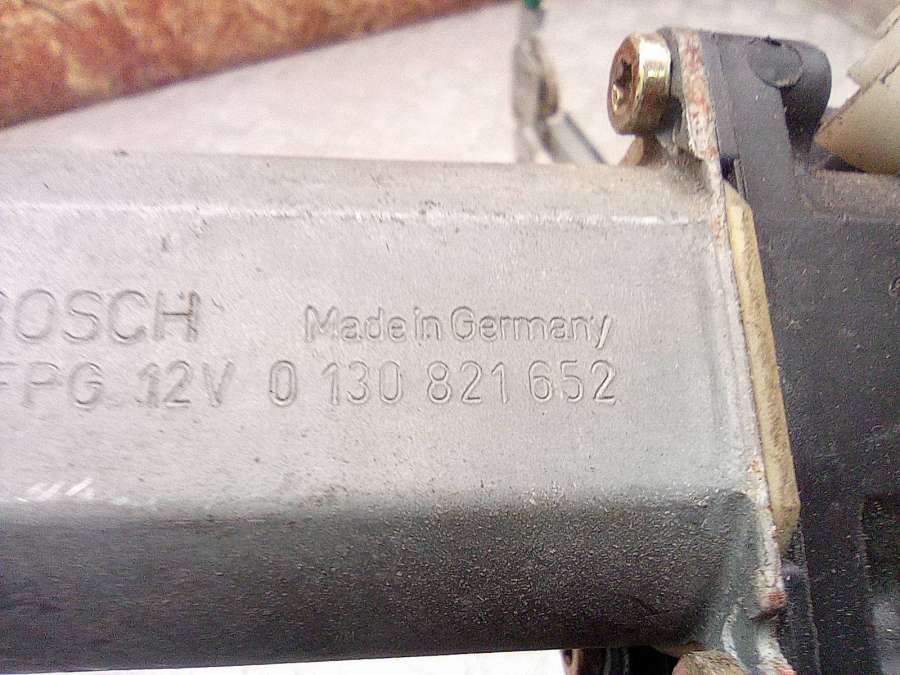 BOSCH Made in Germany
FPG 12V 0 130 821 652